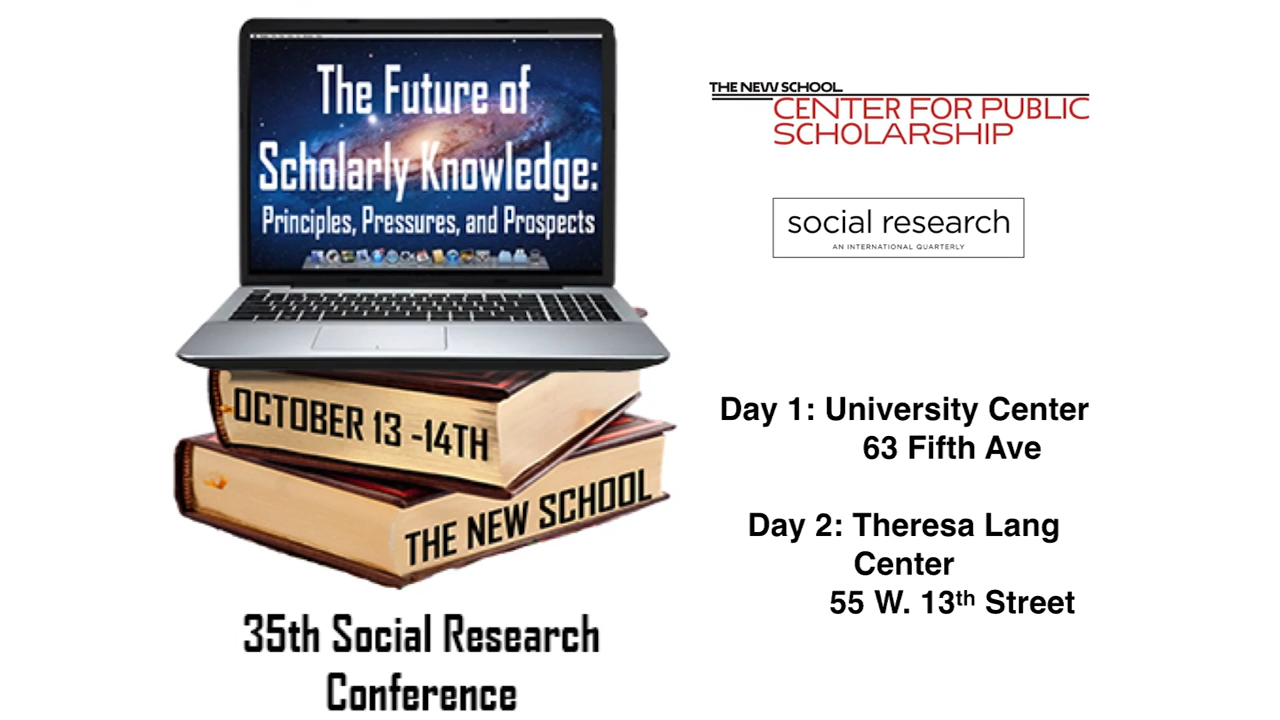 The Future of
Scholarly Knowledge:
Principles, Pressures, and Prospects
OCTOBER 13 -14TH
THE NEW SCHOOL
35th Social Research
Conference
THE NEW SCHOOL
CENTER FOR PUBLIC
SCHOLARSHIP
social research
AN INTERNATIONAL QUARTERLY
Day 1: University Center
63 Fifth Ave
Day 2: Theresa Lang
Center
55 W. 13th Street